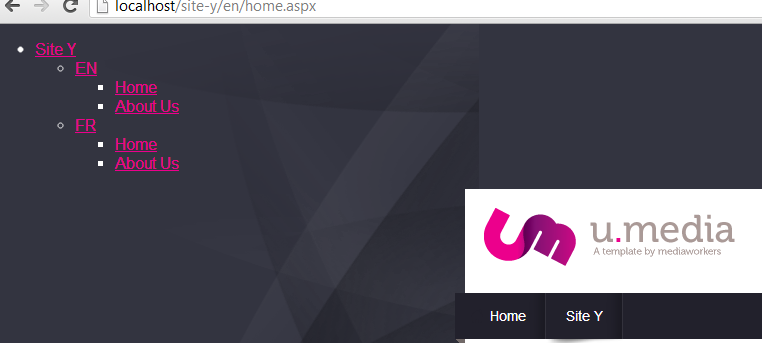 localhost/site-y/en/home.aspx
Site Y
EN
Home
About Us
FR
Home
About Us
u.media
A template by mediaworkers
Home Site Y